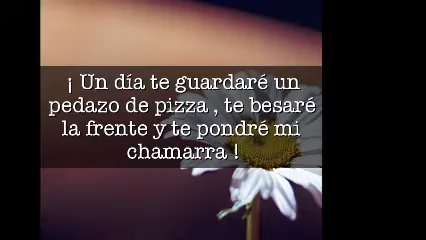 ¡ Un día te guardaré un
pedazo de pizza , te besaré
la frente y te pondré mi
chamarra !